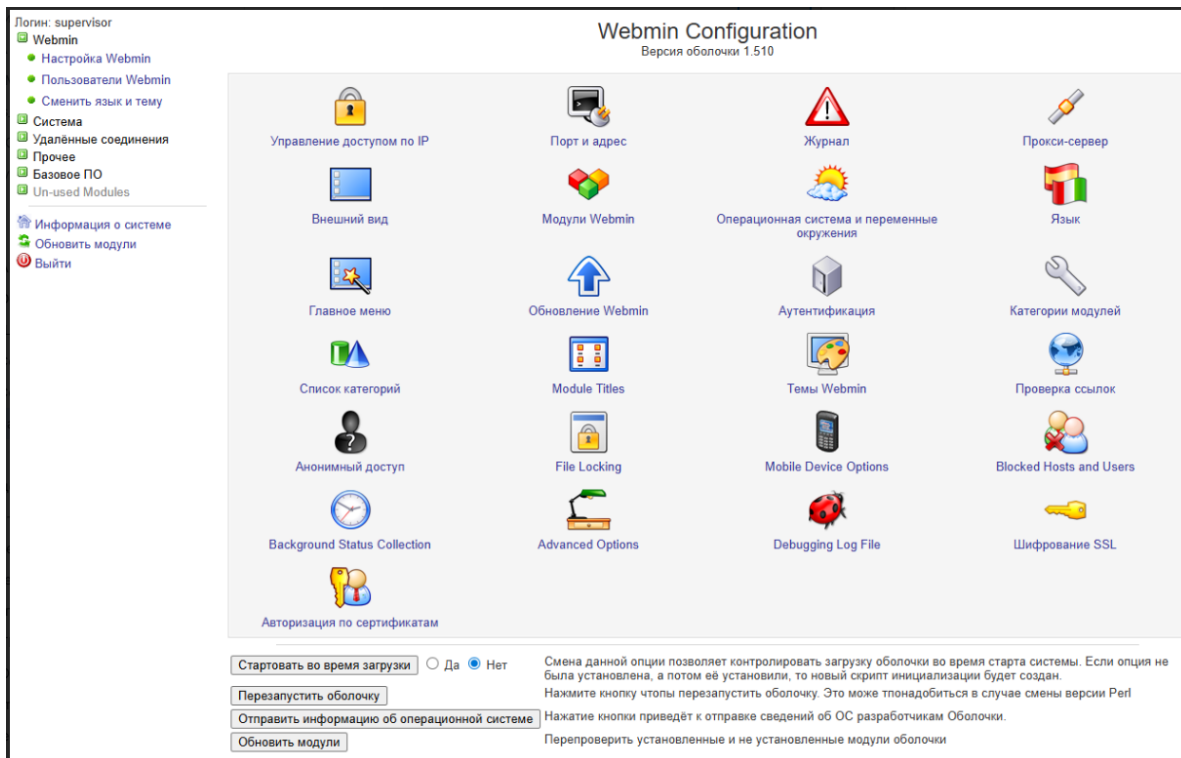 Логин: supervisor
Webmin
Настройка Webmin
Пользователи Webmin
Сменить язык и тему
Система
Удалённые соединения
Прочее
Базовое ПО
Un-used Modules
Информация о системе
Обновить модули
Выйти
Webmin Configuration
Версия оболочки 1.510
Управление доступом по IP
Порт и адрес
Журнал
Прокси-сервер
Внешний вид
Модули Webmin
Операционная система и переменные
окружения
Язык
Главное меню
Обновление Webmin
Аутентификация
Категории модулей
Список категорий
Module Titles
Темы Webmin
Проверка ссылок
Анонимный доступ
File Locking
Mobile Device Options
Blocked Hosts and Users
Background Status Collection
Advanced Options
Debugging Log File
Шифрование SSL
Авторизация по сертификатам
Стартовать во время загрузки Да Нет
Смена данной опции позволяет контролировать загрузку оболочки во время старта системы. Если опция не
была установлена, а потом её установили, то новый скрипт инициализации будет создан.
Перезапустить оболочку
Нажмите кнопку чтопы перезапустить оболочку. Это може тпонадобиться в случае смены версии Perl
Отправить информацию об операционной системе
Нажатие кнопки приведёт к отправке сведений об ОС разработчикам Оболочки.
Обновить модули
Перепроверить установленные и не установленные модули оболочки